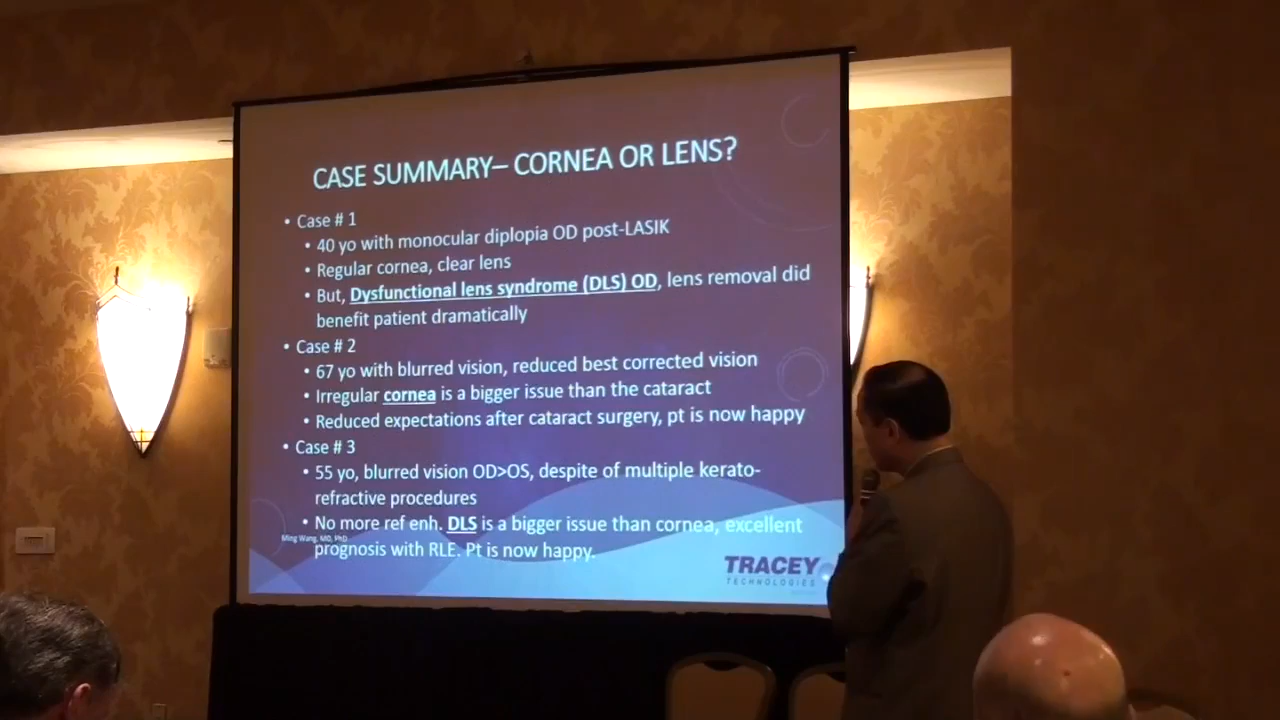 CASE SUMMARY– CORNEA OR LENS?
• Case # 1
• 40 yo with monocular diplopia OD post-LASIK
• Regular cornea, clear lens
• But, Dysfunctional lens syndrome (DLS) OD, lens removal did
benefit patient dramatically
• Case # 2
• 67 yo with blurred vision, reduced best corrected vision
• Irregular cornea is a bigger issue than the cataract
• Reduced expectations after cataract surgery, pt is now happy
• Case # 3
• 55 yo, blurred vision OD>OS, despite of multiple kerato-
refractive procedures
• No more ref enh. DLS is a bigger issue than cornea, excellent
prognosis with RLE. Pt is now happy.
Ming Wang, MD, PhD
TRACEY
TECHNOLOGIES